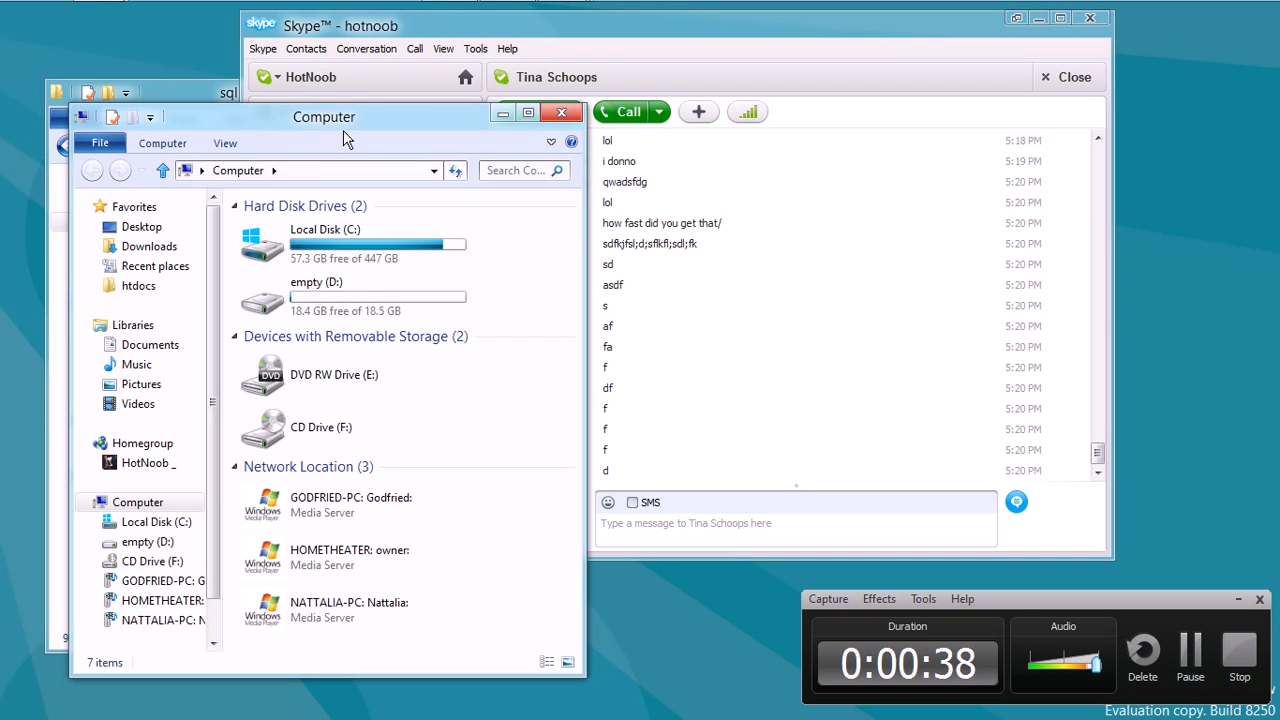 Skype™ - hotnoob
Skype Contacts Conversation Call View Tools Help
HotNoob
Tina Schoops
Close
Call
lol 5:18 PM
i donno 5:19 PM
qwadsfdg 5:20 PM
lol 5:20 PM
how fast did you get that/ 5:20 PM
sdfkjfsl;d;sflkfl;sdl;fk 5:20 PM
sd 5:20 PM
asdf 5:20 PM
s 5:20 PM
af 5:20 PM
fa 5:20 PM
f 5:20 PM
df 5:20 PM
f 5:20 PM
f 5:20 PM
f 5:20 PM
d 5:20 PM
SMS
Type a message to Tina Schoops here
sql
Computer
File Computer View
Computer
Search Co...
Favorites
Desktop
Downloads
Recent places
htdocs
Libraries
Documents
Music
Pictures
Videos
Homegroup
HotNoob _
Computer
Local Disk (C:)
empty (D:)
CD Drive (F:)
GODFRIED-PC: G
HOMETHEATER:
NATTALIA-PC: N
Hard Disk Drives (2)
Local Disk (C:)
57.3 GB free of 447 GB
empty (D:)
18.4 GB free of 18.5 GB
Devices with Removable Storage (2)
DVD
DVD RW Drive (E:)
CD Drive (F:)
Network Location (3)
GODFRIED-PC: Godfried:
Media Server
Windows
HOMETHEATER: owner:
Media Server
Windows
NATTALIA-PC: Nattalia:
Media Server
Windows
7 items
9
Capture Effects Tools Help
Duration
0:00:38
Audio
Delete
Pause
Stop
Evaluation copy. Build 8250